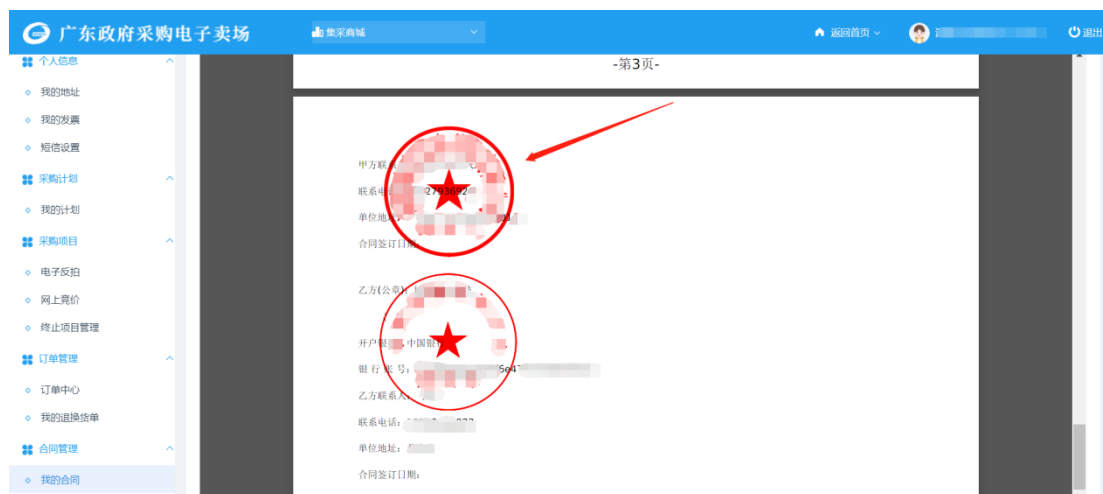 广东政府采购电子卖场
集采商城
返回首页
退出
个人信息
我的地址
我的发票
短信设置
采购计划
我的计划
采购项目
电子反拍
网上竞价
终止项目管理
订单管理
订单中心
我的退换货单
合同管理
我的合同
-第3页-
甲方联
联系电
单位地
合同签订日期
乙方(公章):
开户银 中国银
银行账号:
乙方联系人
联系电话:
单位地址:
合同签订日期: